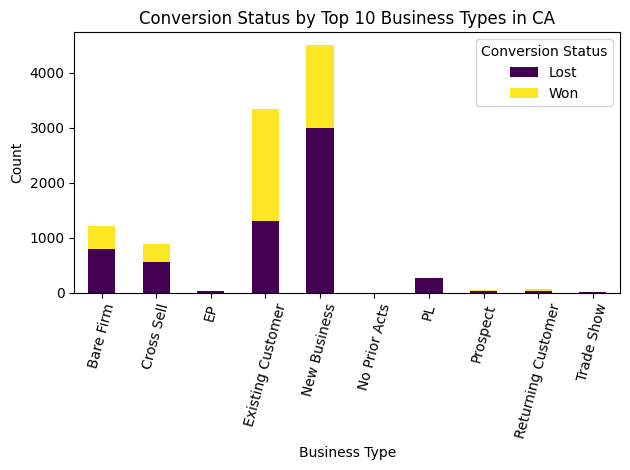 Conversion Status by Top 10 Business Types in CA
Conversion Status
Lost
Won
Count
4000
3000
2000
1000
0
Bare Firm
Cross Sell
EP
Existing Customer
New Business
No Prior Acts
PL
Prospect
Returning Customer
Trade Show
Business Type